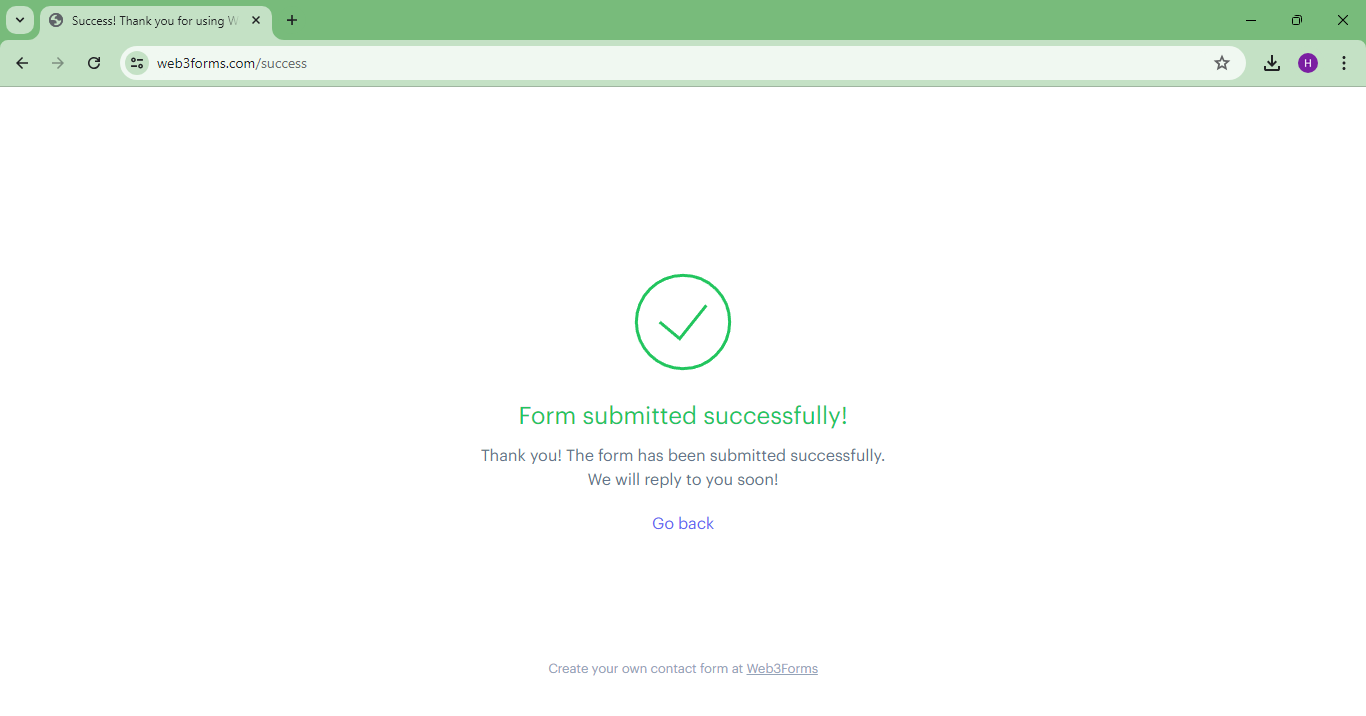 Success! Thank you for using W
web3forms.com/success
H
Form submitted successfully!
Thank you! The form has been submitted successfully.
We will reply to you soon!
Go back
Create your own contact form at Web3Forms